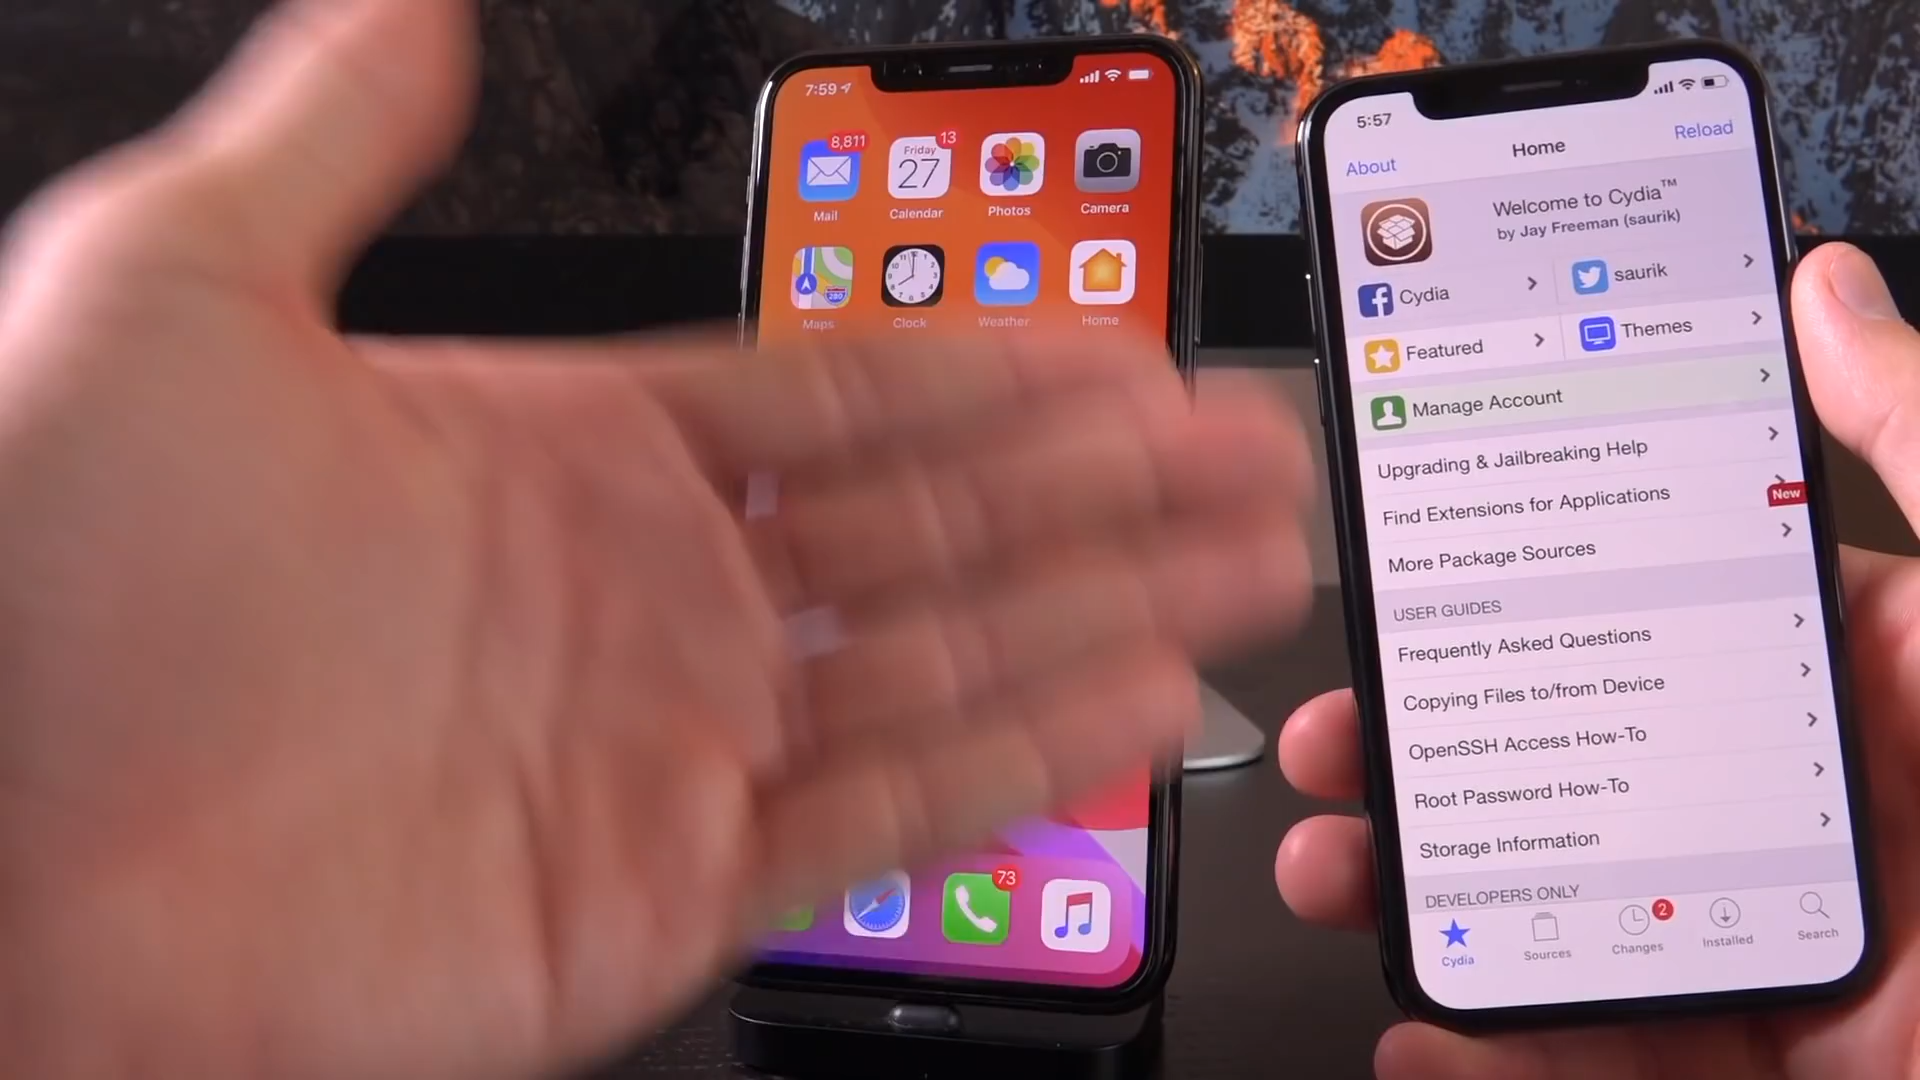 7:59
8,811
Mail
Friday
27
13
Calendar
Photos
Camera
280
Maps
Clock
Weather
Home
73
5:57
About
Home
Reload
Welcome to Cydia™
by Jay Freeman (saurik)
Cydia
saurik
Featured
Themes
Manage Account
Upgrading & Jailbreaking Help
Find Extensions for Applications
New
More Package Sources
USER GUIDES
Frequently Asked Questions
Copying Files to/from Device
OpenSSH Access How-To
Root Password How-To
Storage Information
DEVELOPERS ONLY
Cydia
Sources
2
Changes
Installed
Search